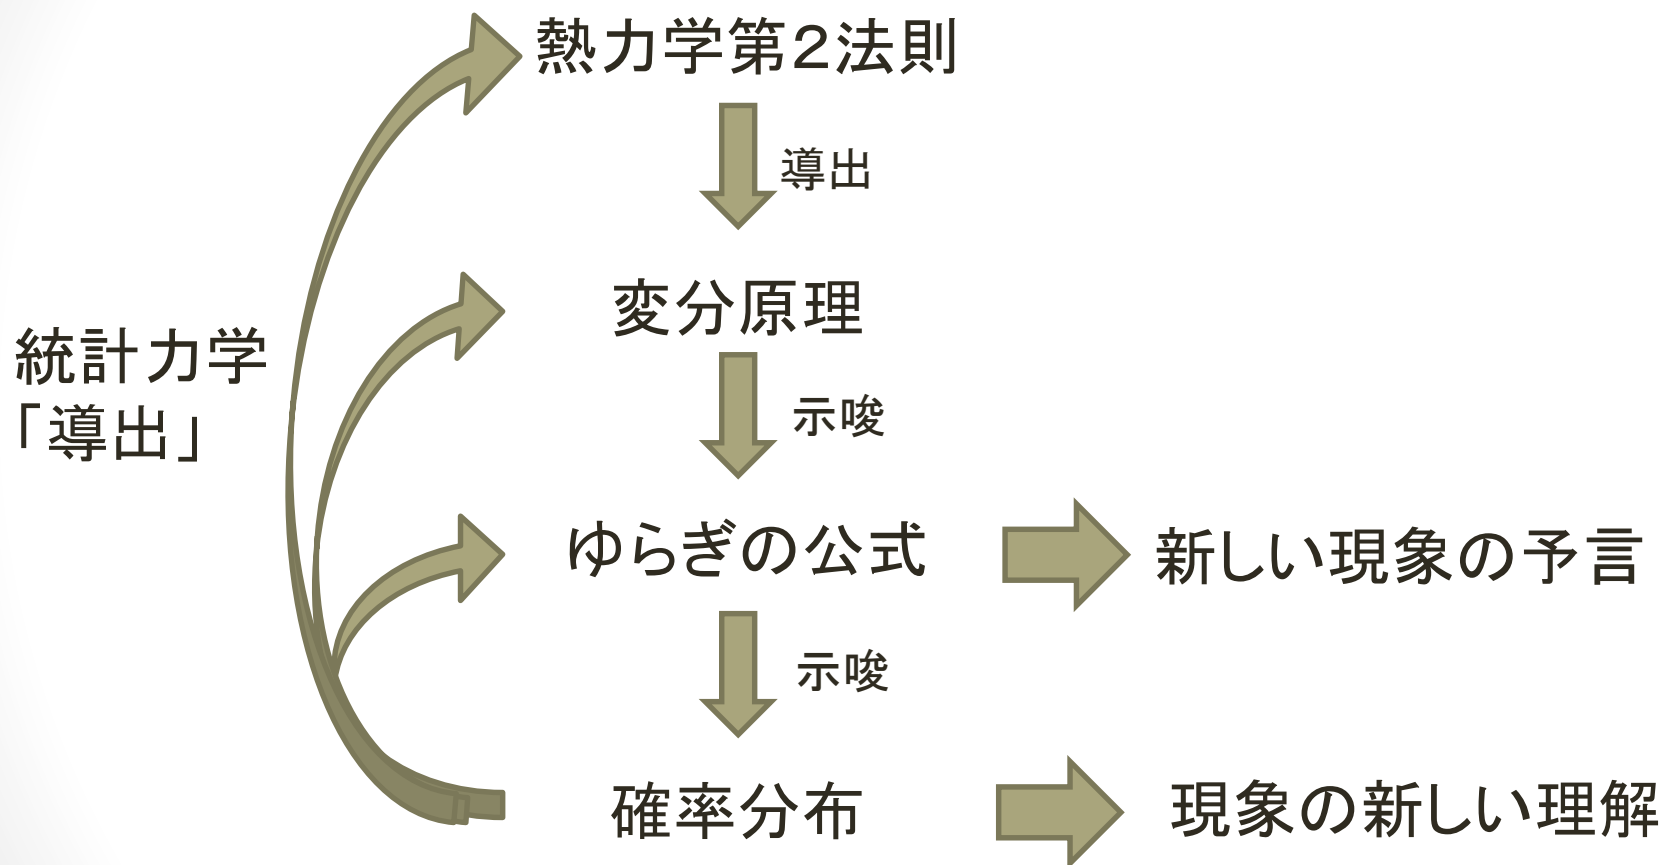 熱力学第2法則
導出
変分原理
統計力学
「導出」
示唆
ゆらぎの公式
新しい現象の予言
示唆
確率分布
現象の新しい理解